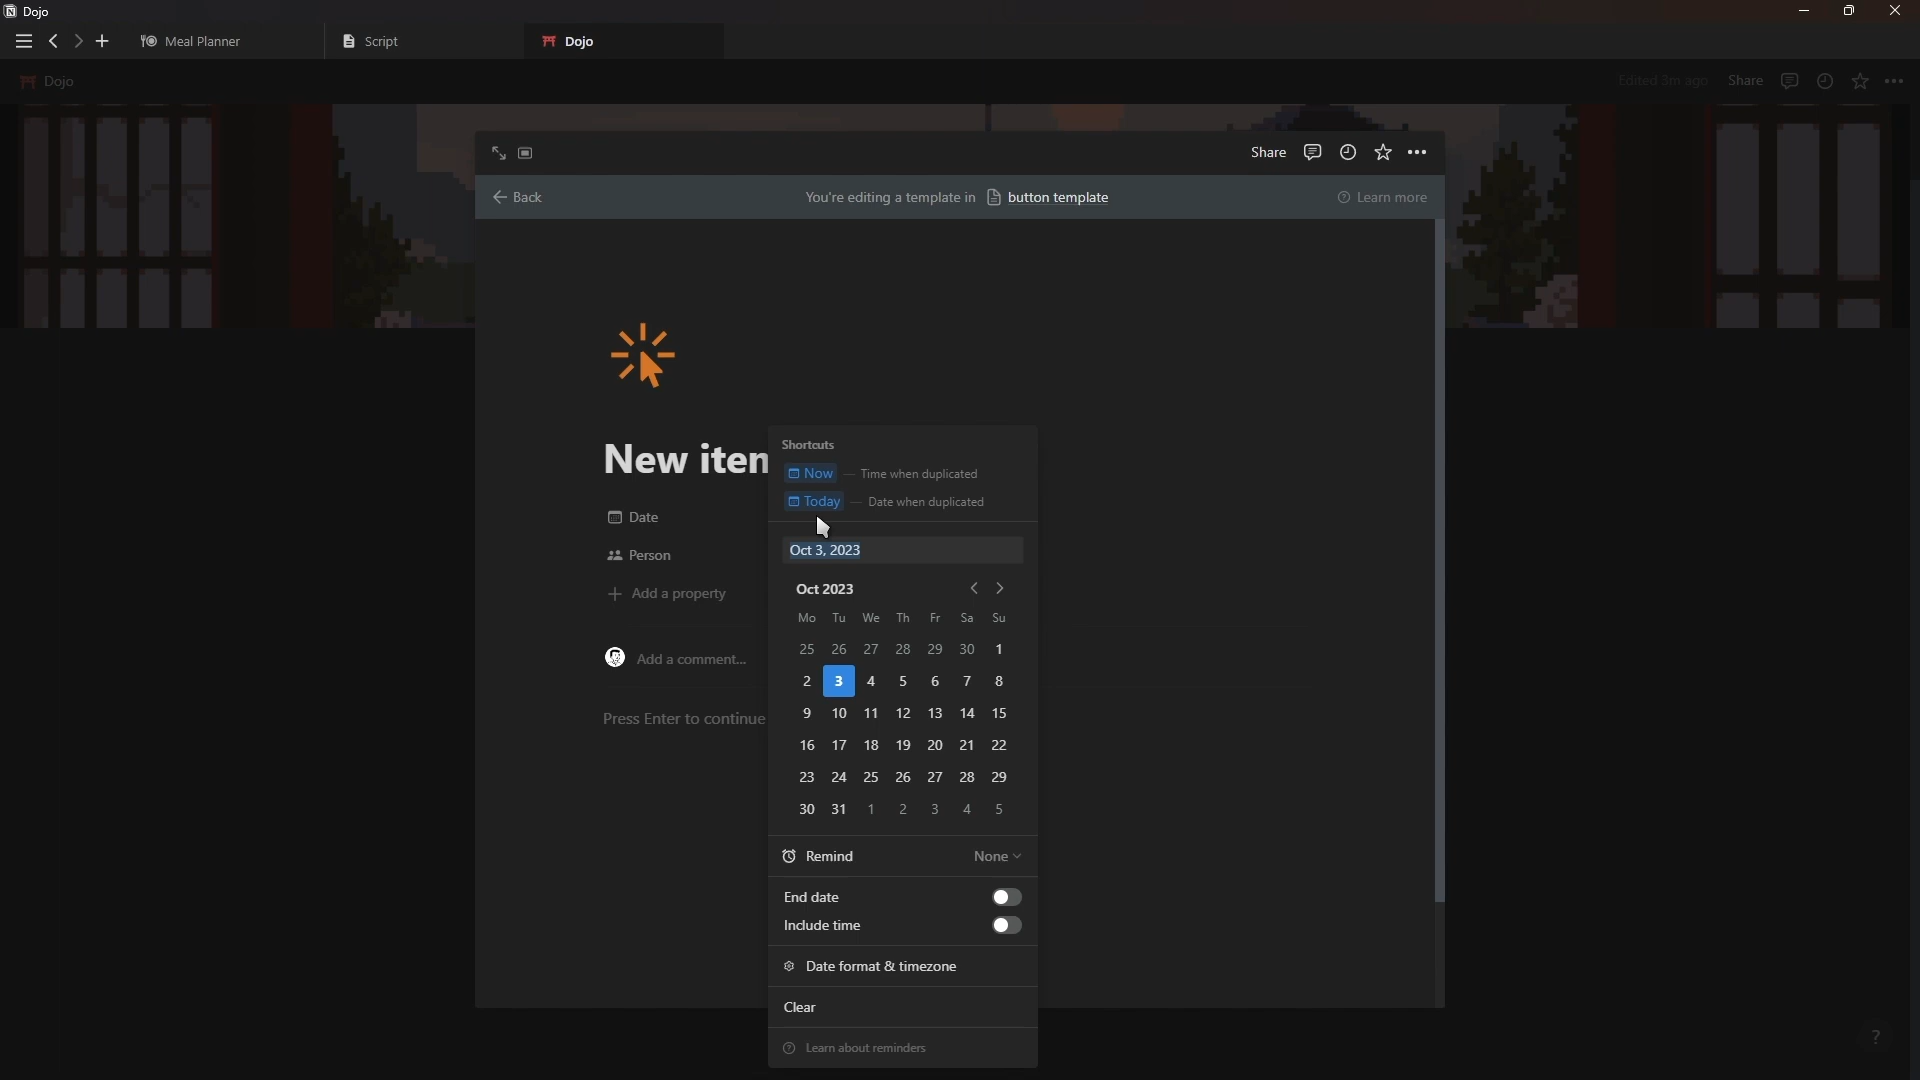 Dojo
Meal Planner
Script
Dojo
Dojo
Edited 3m ago
Share
Share
Back
You're editing a template in button template
Learn more
New item
Shortcuts
Now — Time when duplicated
Today — Date when duplicated
Date
Person
Add a property
Add a comment...
Press Enter to continue
Oct 3, 2023
Oct 2023
Mo Tu We Th Fr Sa Su
25 26 27 28 29 30 1
2 3 4 5 6 7 8
9 10 11 12 13 14 15
16 17 18 19 20 21 22
23 24 25 26 27 28 29
30 31 1 2 3 4 5
Remind None
End date
Include time
Date format & timezone
Clear
Learn about reminders
?